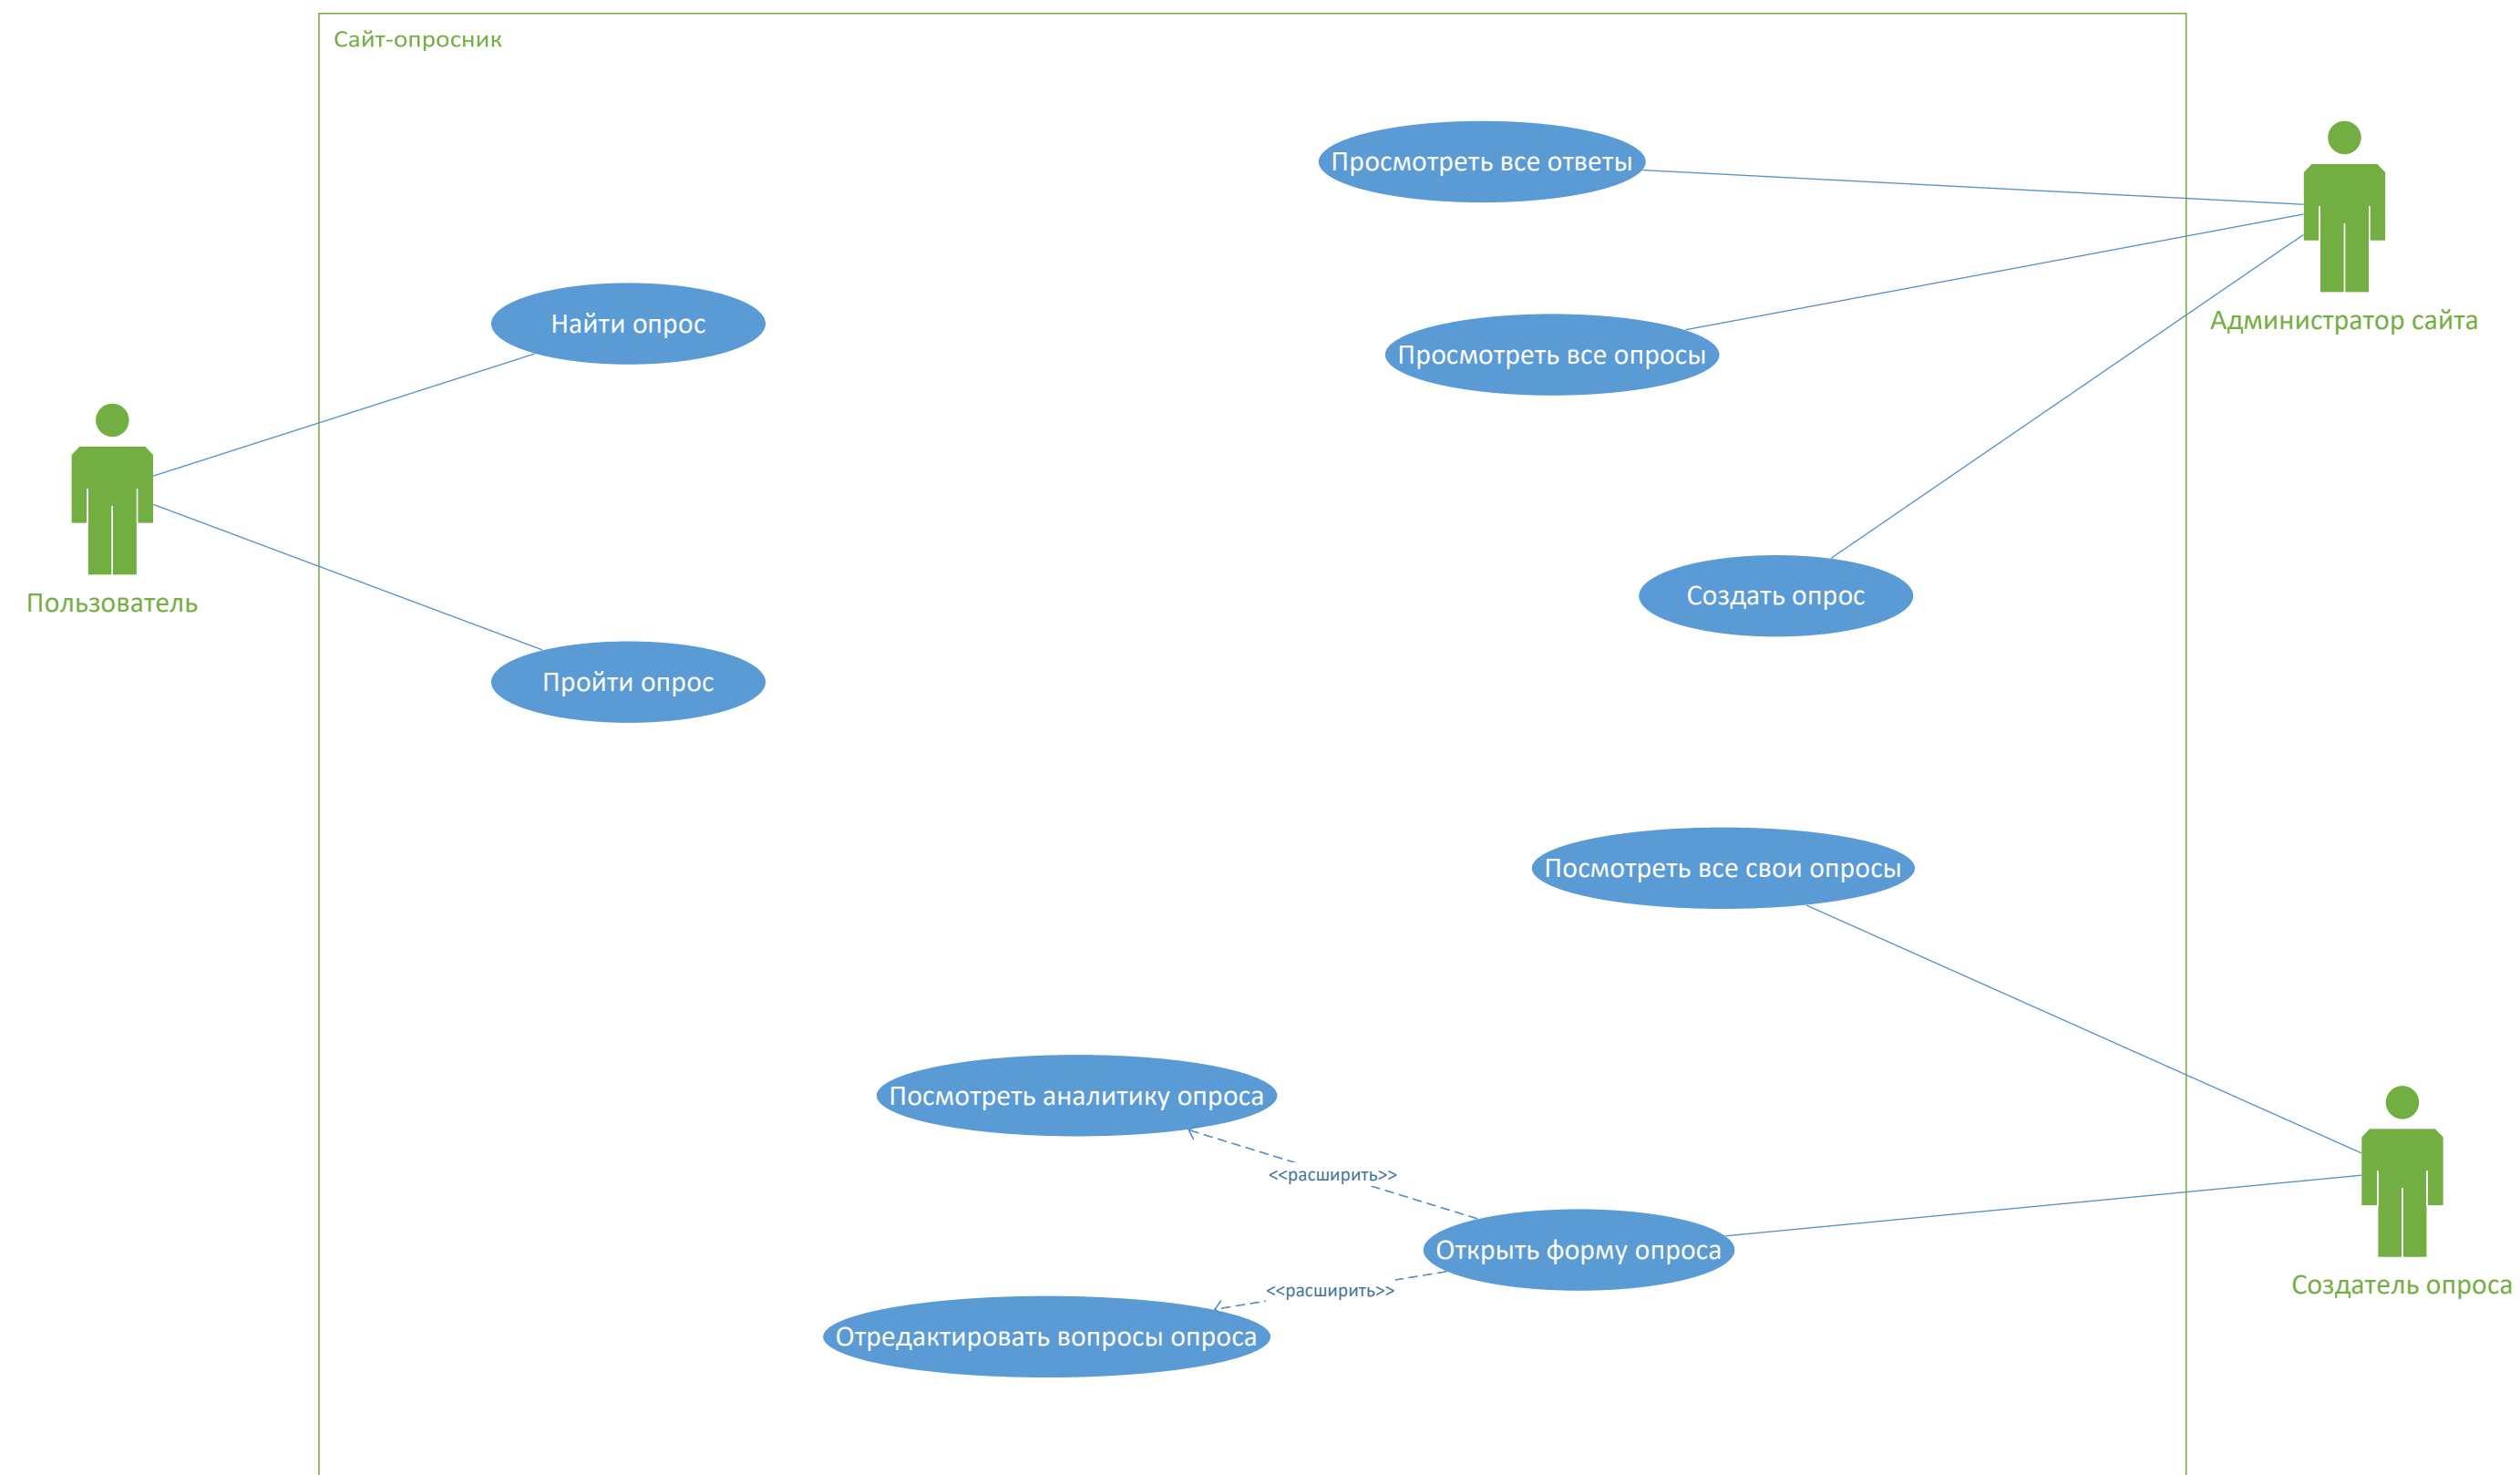 Сайт-опросник
Просмотреть все ответы
Найти опрос
Администратор сайта
Просмотреть все опросы
Создать опрос
Пользователь
Пройти опрос
Посмотреть все свои опросы
Посмотреть аналитику опроса
<<расширить>>
Открыть форму опроса
Создатель опроса
<<расширить>>
Отредактировать вопросы опроса